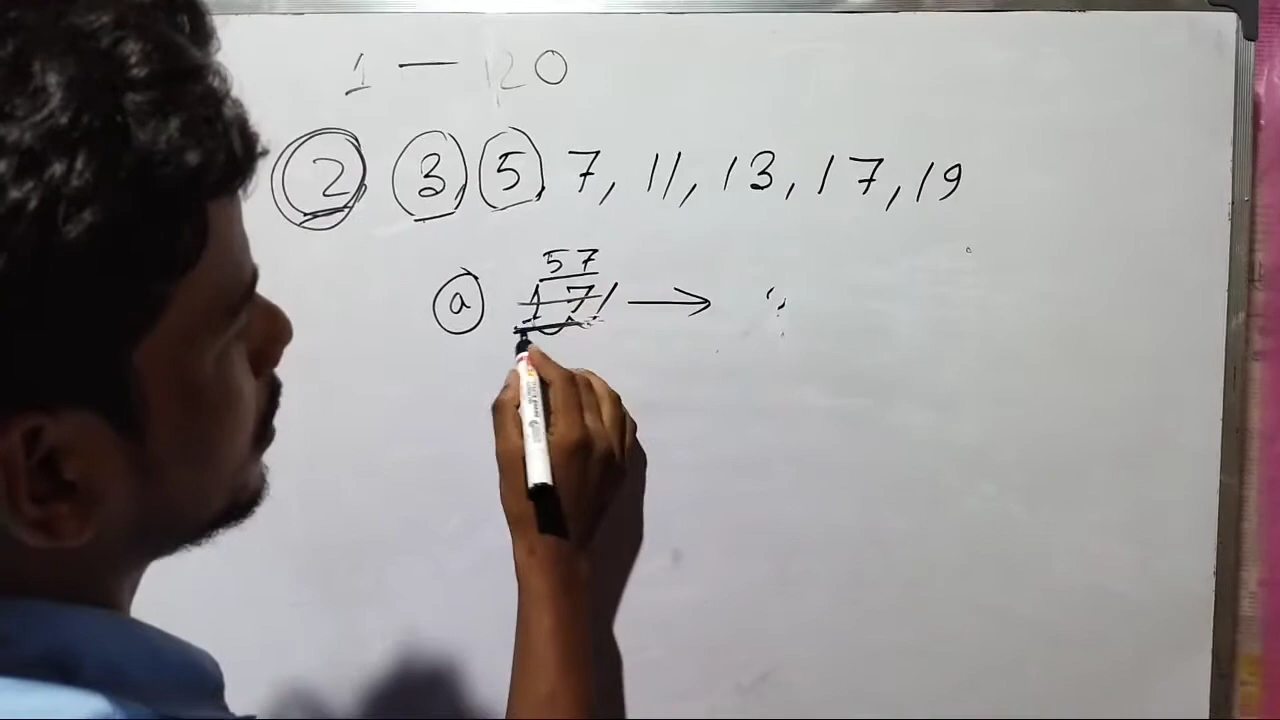 1 — 120
2 3, 5, 7, 11, 13, 17, 19
57
a 171 →